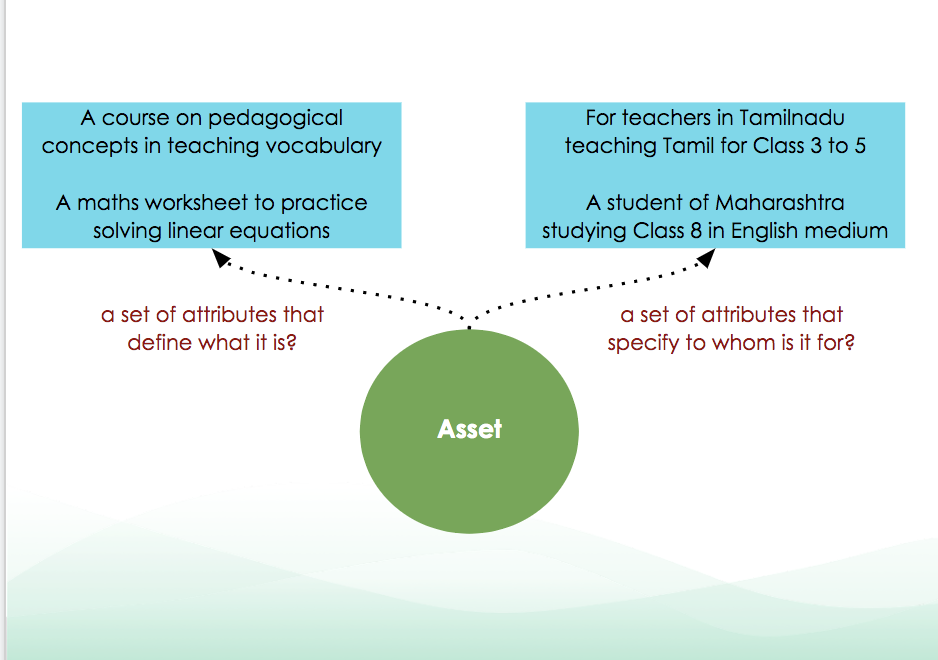 A course on pedagogical
concepts in teaching vocabulary
A maths worksheet to practice
solving linear equations
For teachers in Tamilnadu
teaching Tamil for Class 3 to 5
A student of Maharashtra
studying Class 8 in English medium
a set of attributes that
define what it is?
a set of attributes that
specify to whom is it for?
Asset